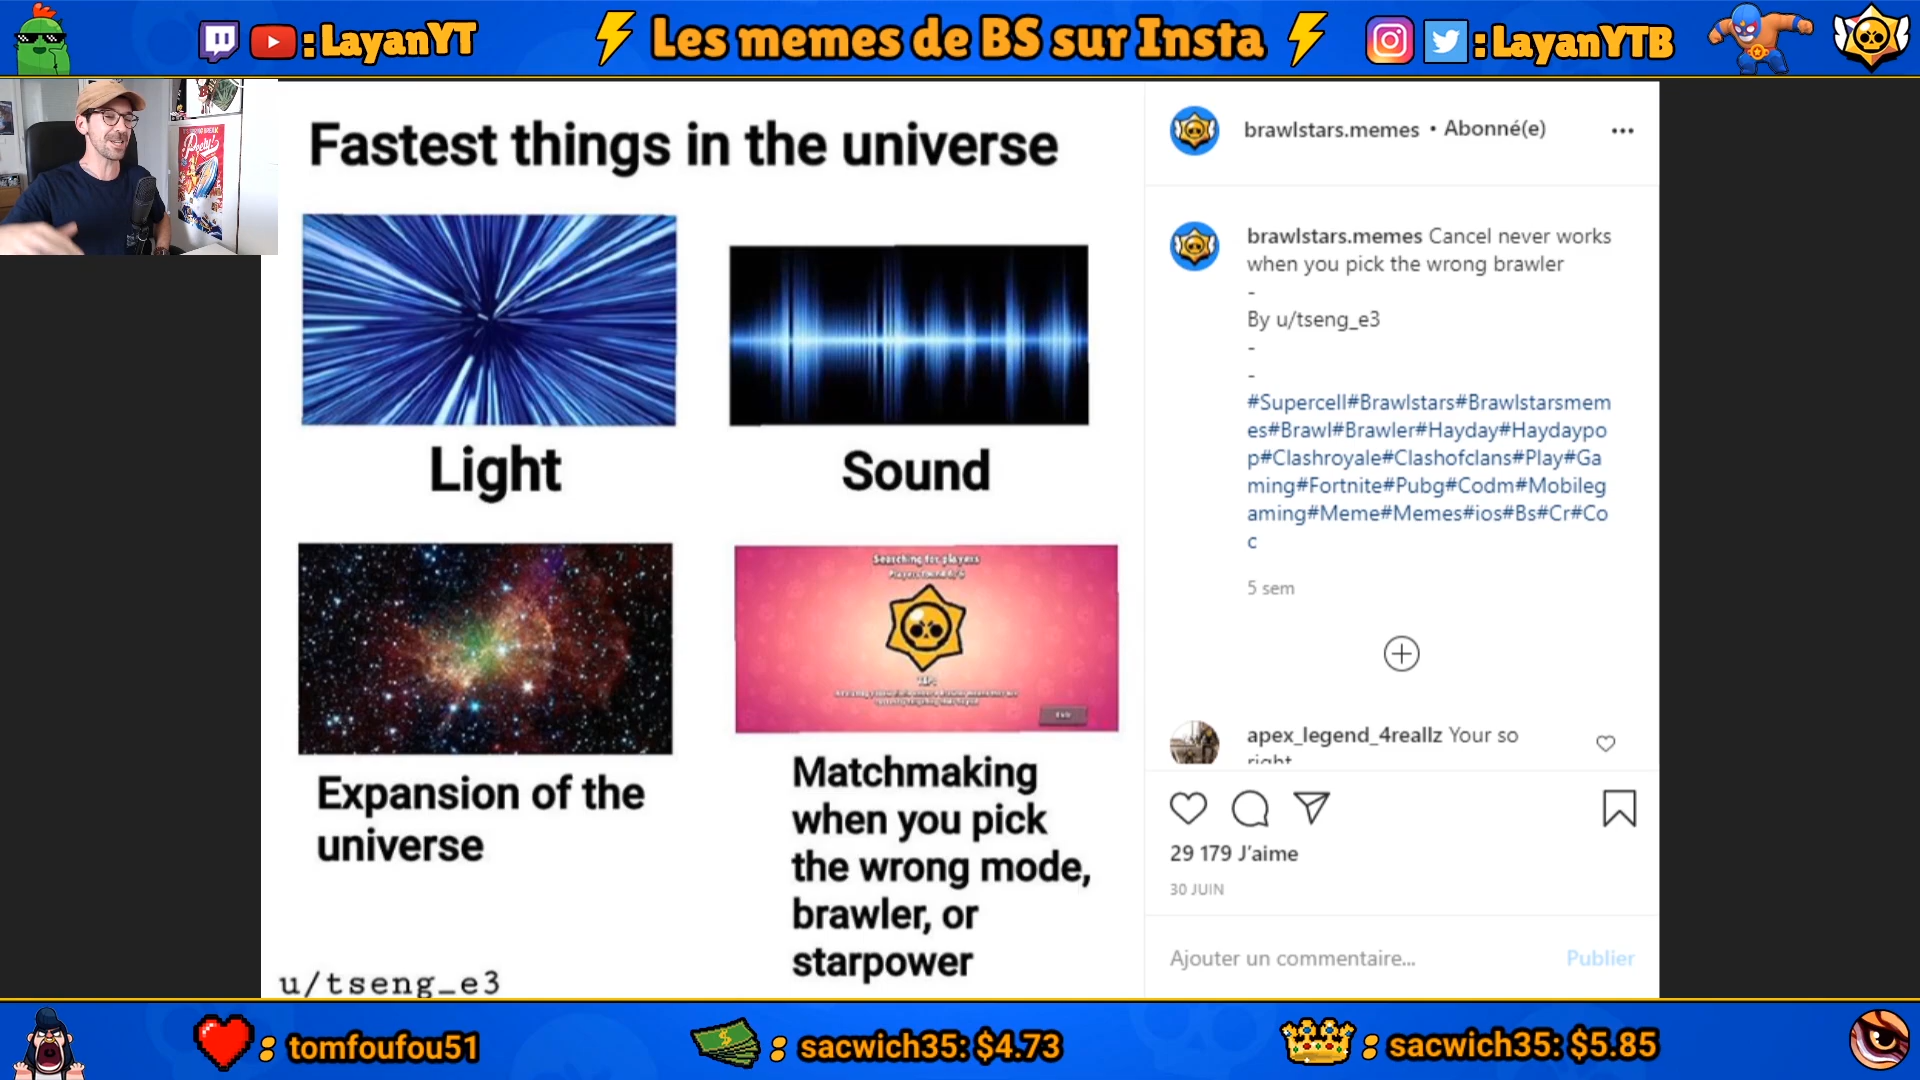 : LayanYT
Les memes de BS sur Insta
: LayanYTB
Fastest things in the universe
Light
Sound
Expansion of the
universe
Searching for players
Matchmaking
when you pick
the wrong mode,
brawler, or
starpower
u/tseng_e3
brawlstars.memes • Abonné(e)
brawlstars.memes Cancel never works
when you pick the wrong brawler
-
By u/tseng_e3
-
-
#Supercell#Brawlstars#Brawlstarsmem
es#Brawl#Brawler#Hayday#Haydaypo
p#Clashroyale#Clashofclans#Play#Ga
ming#Fortnite#Pubg#Codm#Mobileg
aming#Meme#Memes#ios#Bs#Cr#Co
c
5 sem
apex_legend_4reallz Your so
right
29 179 J'aime
30 JUIN
Ajouter un commentaire...
Publier
: tomfoufou51
: sacwich35: $4.73
: sacwich35: $5.85